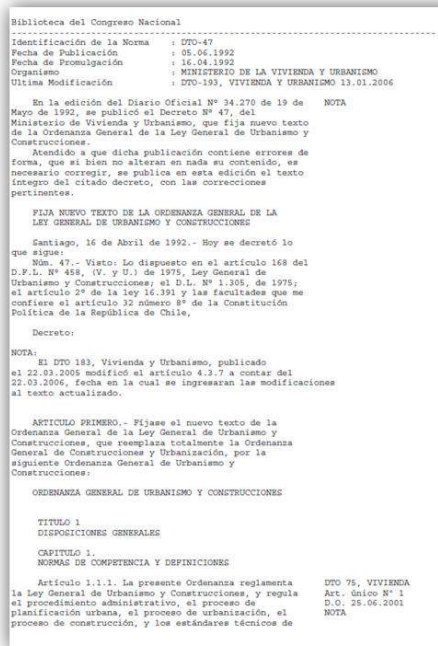 Biblioteca del Congreso Nacional
Identificación de la Norma : DTO-47
Fecha de Publicación : 05.06.1992
Fecha de Promulgación : 16.04.1992
Organismo : MINISTERIO DE LA VIVIENDA Y URBANISMO
Ultima Modificación : DTO-193, VIVIENDA Y URBANISMO 13.01.2006
En la edición del Diario Oficial Nº 34.270 de 19 de NOTA
Mayo de 1992, se publicó el Decreto Nº 47, del
Ministerio de Vivienda y Urbanismo, que fija nuevo texto
de la Ordenanza General de la Ley General de Urbanismo y
Construcciones.
Atendido a que dicha publicación contiene errores de
forma, que si bien no alteran en nada su contenido, es
necesario corregir, se publica en esta edición el texto
íntegro del citado decreto, con las correcciones
pertinentes.
FIJA NUEVO TEXTO DE LA ORDENANZA GENERAL DE LA
LEY GENERAL DE URBANISMO Y CONSTRUCCIONES
Santiago, 16 de Abril de 1992.- Hoy se decretó lo
que sigue:
Núm. 47.- Visto: Lo dispuesto en el artículo 168 del
D.F.L. Nº 458, (V. y U.) de 1975, Ley General de
Urbanismo y Construcciones; el D.L. Nº 1.305, de 1975;
el artículo 2º de la ley 16.391 y las facultades que me
confiere el artículo 32 número 8º de la Constitución
Política de la República de Chile,
Decreto:
NOTA:
El DTO 183, Vivienda y Urbanismo, publicado
el 22.03.2005 modificó el artículo 4.3.7 a contar del
22.03.2006, fecha en la cual se ingresaran las modificaciones
al texto actualizado.
ARTICULO PRIMERO.- Fíjase el nuevo texto de la
Ordenanza General de la Ley General de Urbanismo y
Construcciones, que reemplaza totalmente la Ordenanza
General de Construcciones y Urbanización, por la
siguiente Ordenanza General de Urbanismo y
Construcciones:
ORDENANZA GENERAL DE URBANISMO Y CONSTRUCCIONES
TITULO 1
DISPOSICIONES GENERALES
CAPITULO 1.
NORMAS DE COMPETENCIA Y DEFINICIONES
Artículo 1.1.1. La presente Ordenanza reglamenta DTO 75, VIVIENDA
la Ley General de Urbanismo y Construcciones, y regula Art. único N° 1
el procedimiento administrativo, el proceso de D.O. 25.06.2001
planificación urbana, el proceso de urbanización, el NOTA
proceso de construcción, y los estándares técnicos de